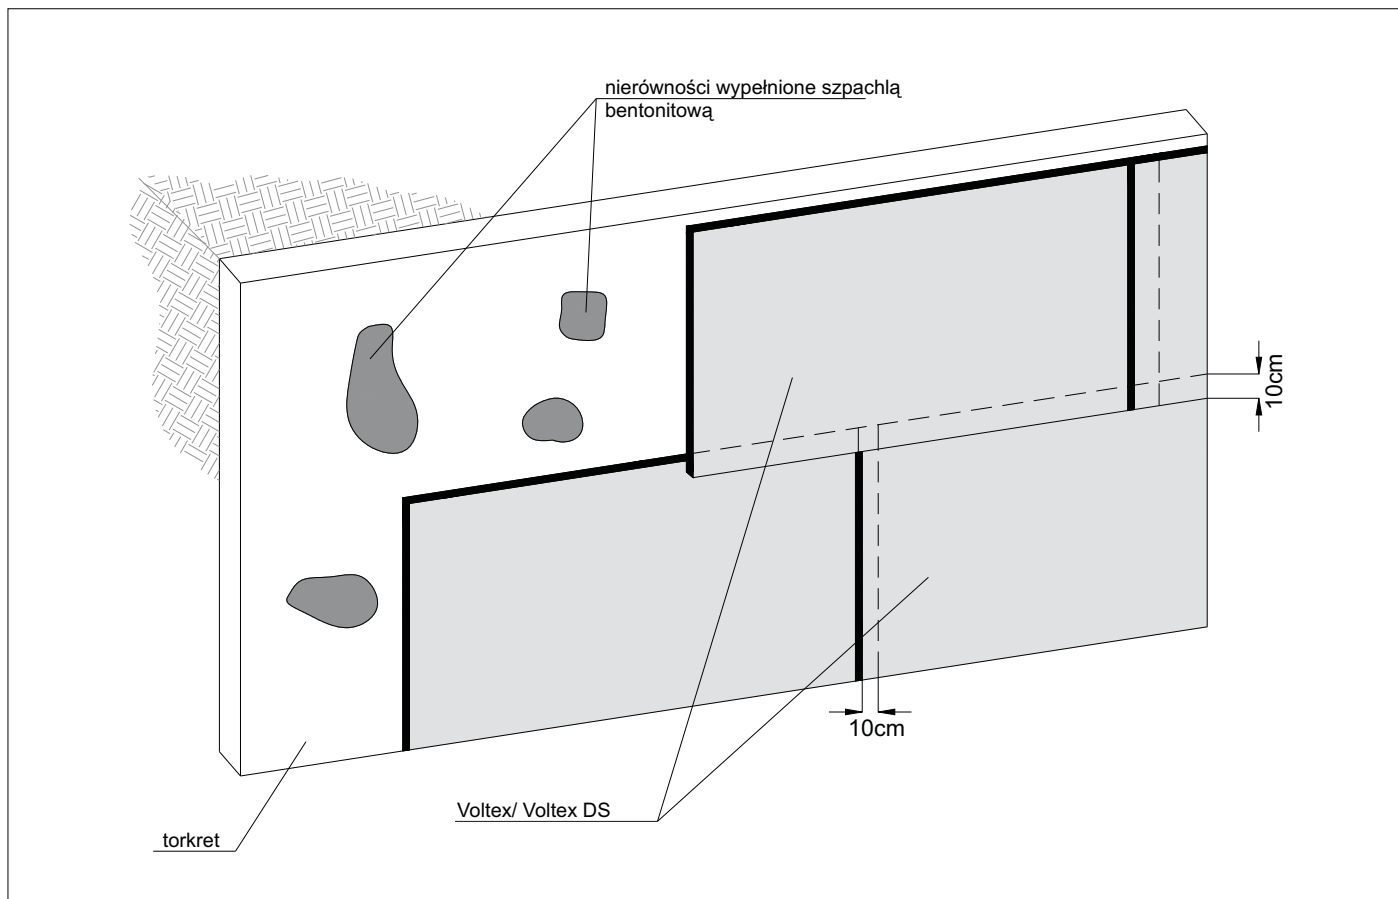 nierówności wypełnione szpachlą
bentonitową
10cm
10cm
Voltex/ Voltex DS
torkret